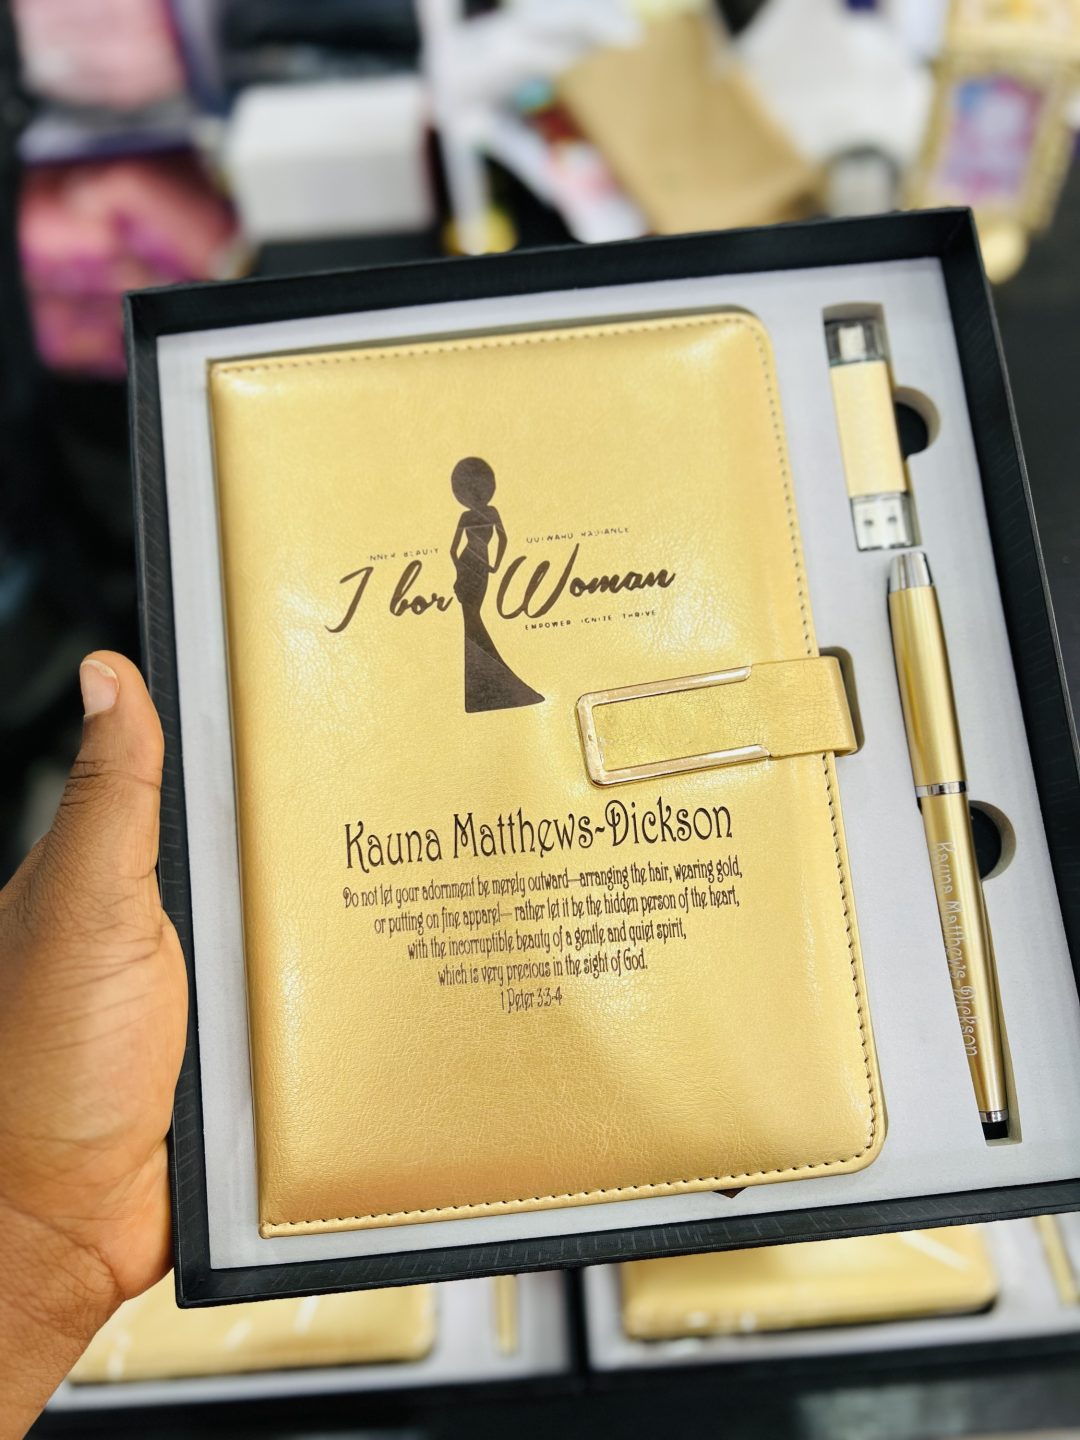 INNER BEAUTY
OUTWARD RADIANCE
I bor Woman
EMPOWER IGNITE THRIVE
Kauna Matthews-Dickson
Do not let your adornment be merely outward—arranging the hair, wearing gold,
or putting on fine apparel— rather let it be the hidden person of the heart,
with the incorruptible beauty of a gentle and quiet spirit,
which is very precious in the sight of God.
1 Peter 3:3-4
Kauna Matthews Dickson